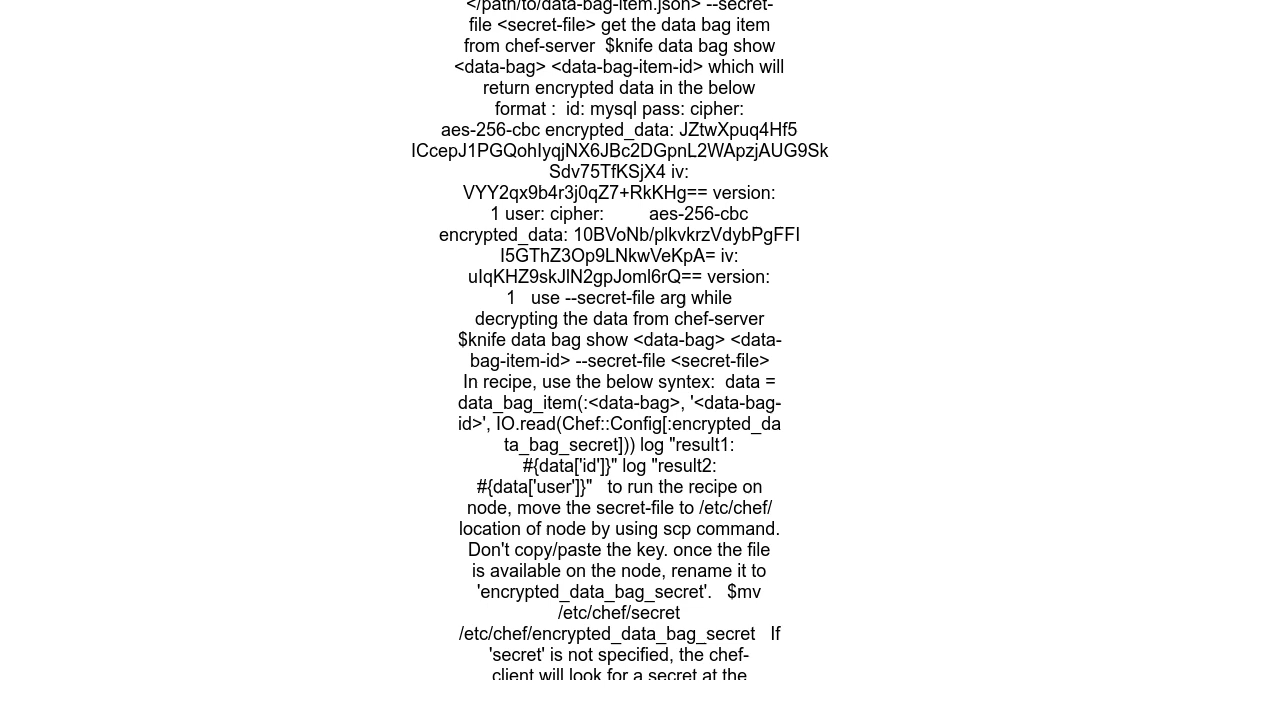 </path/to/data-bag-item.json> --secret-
file <secret-file> get the data bag item
from chef-server  $knife data bag show
<data-bag> <data-bag-item-id> which will
return encrypted data in the below
format :  id: mysql pass: cipher:
aes-256-cbc encrypted_data: JZtwXpuq4Hf5
ICcepJ1PGQohIyqjNX6JBc2DGpnL2WApzjAUG9Sk
Sdv75TfKSjX4 iv:
VYY2qx9b4r3j0qZ7+RkKHg== version:
1 user: cipher:         aes-256-cbc
encrypted_data: 10BVoNb/plkvkrzVdybPgFFI
I5GThZ3Op9LNkwVeKpA= iv:
uIqKHZ9skJlN2gpJoml6rQ== version:
1   use --secret-file arg while
decrypting the data from chef-server
$knife data bag show <data-bag> <data-
bag-item-id> --secret-file <secret-file>
In recipe, use the below syntex:  data =
data_bag_item(:<data-bag>, '<data-bag-
id>', IO.read(Chef::Config[:encrypted_da
ta_bag_secret])) log "result1:
#{data['id']}" log "result2:
#{data['user']}"   to run the recipe on
node, move the secret-file to /etc/chef/
location of node by using scp command.
Don't copy/paste the key. once the file
is available on the node, rename it to
'encrypted_data_bag_secret'.   $mv
/etc/chef/secret
/etc/chef/encrypted_data_bag_secret   If
'secret' is not specified, the chef-
client will look for a secret at the